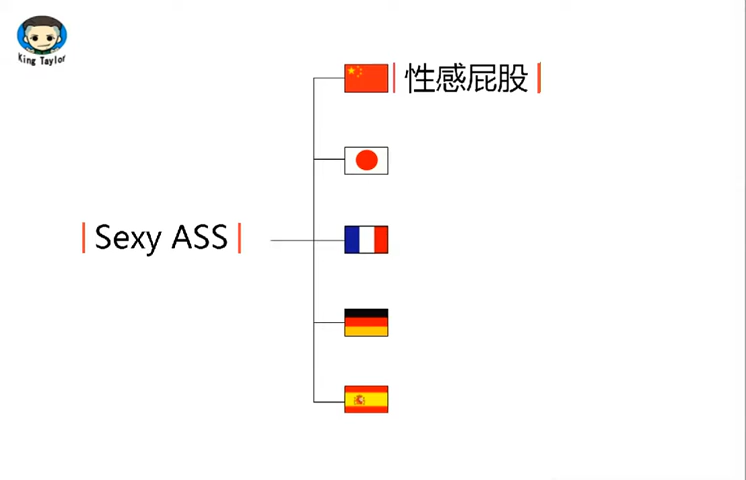 King Taylor
性感屁股
Sexy ASS